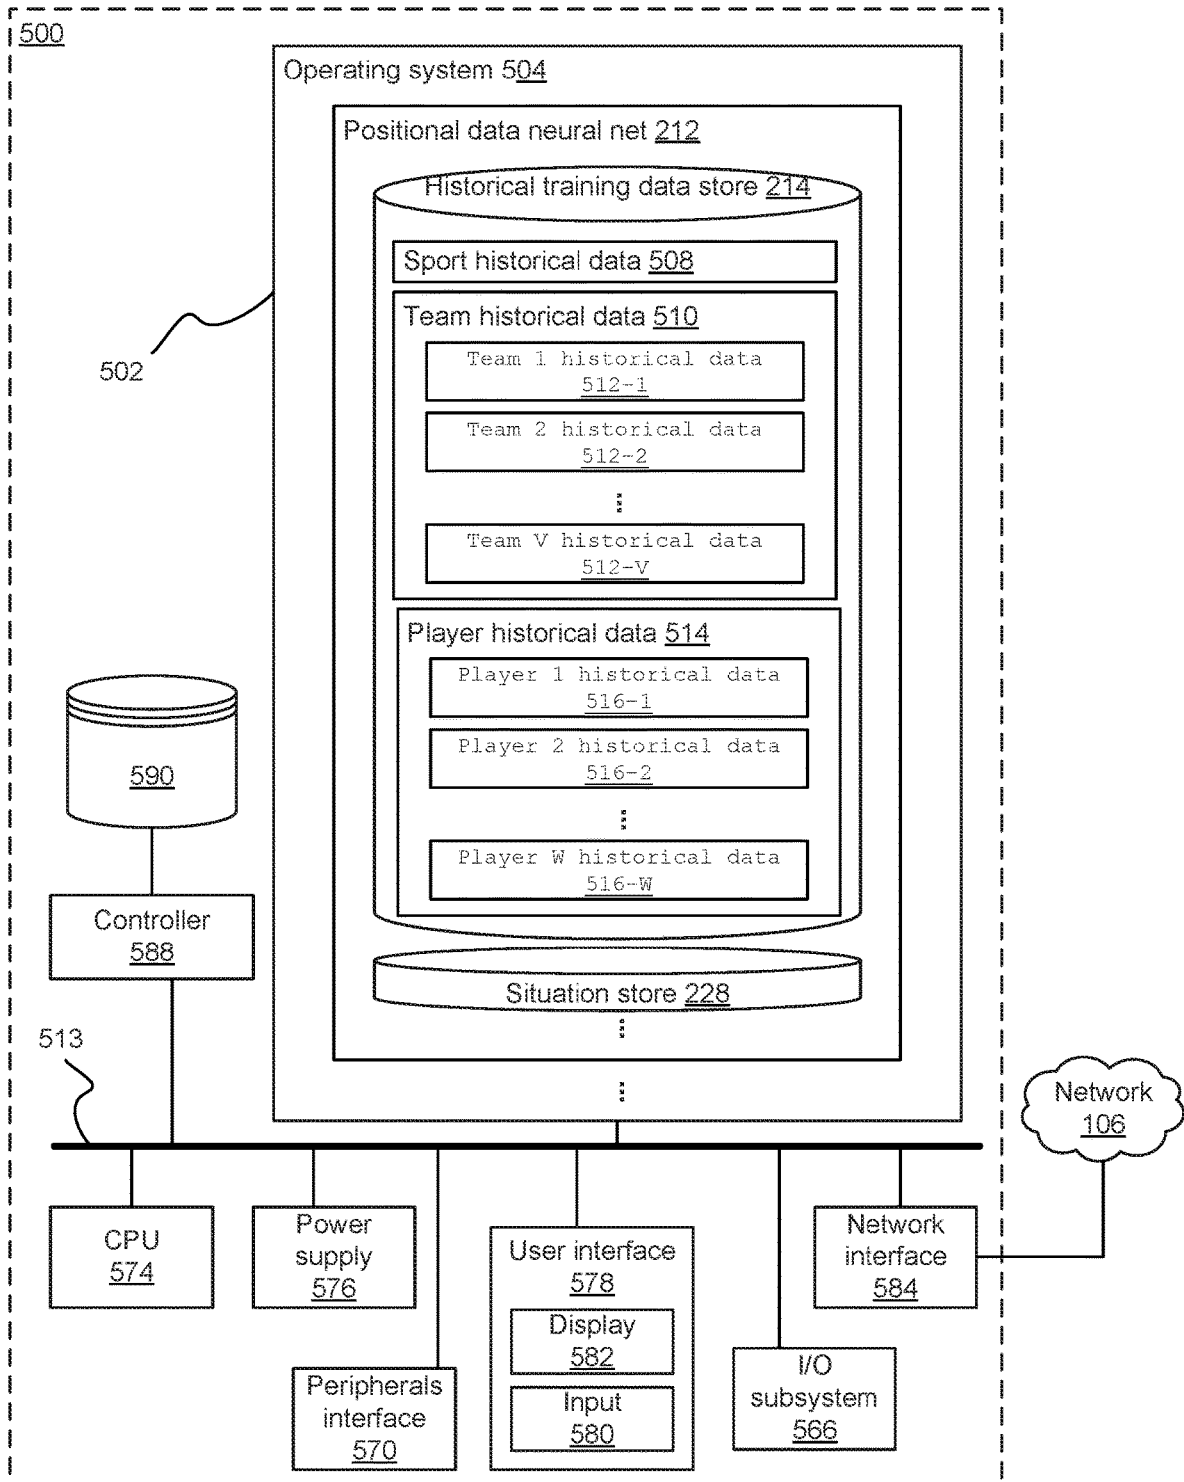 500
Operating system 504
Positional data neural net 212
Historical training data store 214
Sport historical data 508
Team historical data 510
Team 1 historical data
512-1
Team 2 historical data
512-2
Team V historical data
512-V
502
Player historical data 514
Player 1 historical data
516-1
Player 2 historical data
516-2
Player W historical data
516-W
590
Controller
588
Situation store 228
513
Network
106
CPU
574
Power
supply
576
User interface
578
Display
582
Input
580
Network
interface
584
Peripherals
interface
570
I/O
subsystem
566